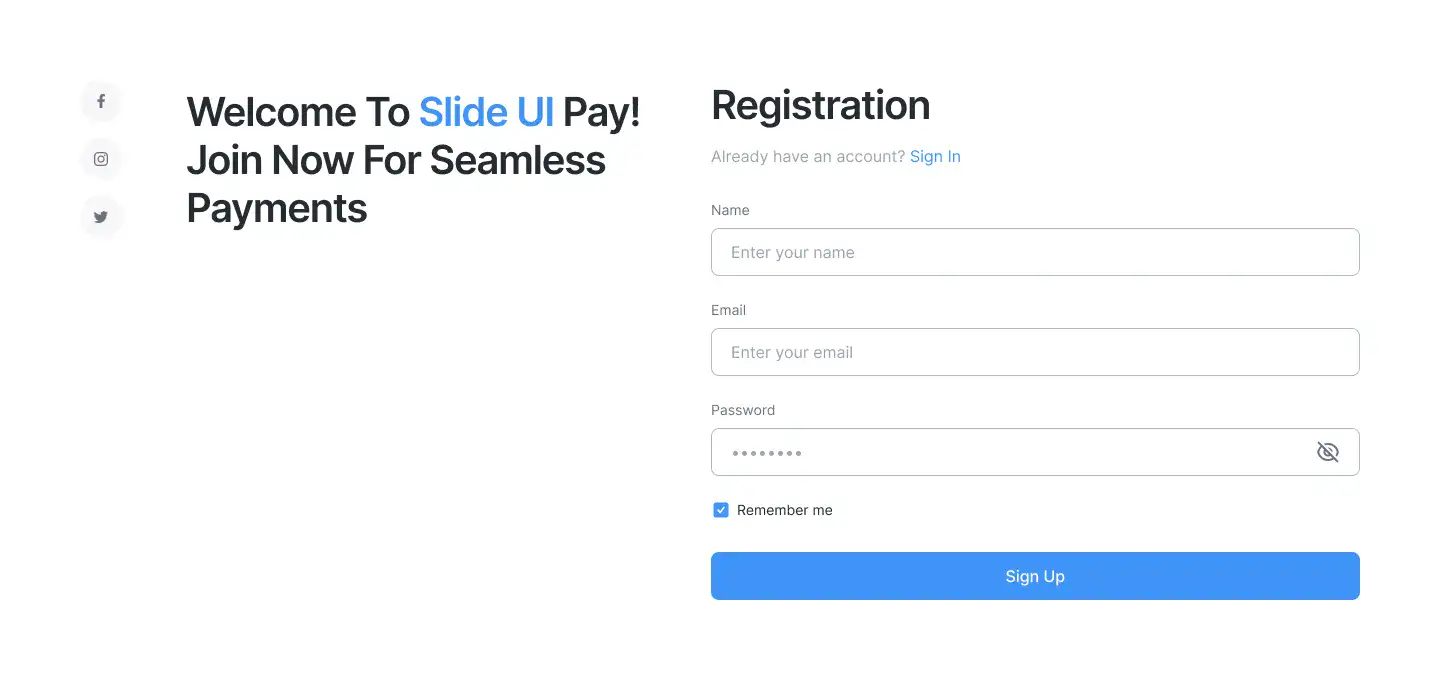 Welcome To Slide UI Pay!
Join Now For Seamless
Payments
Registration
Already have an account? Sign In
Name
Enter your name
Email
Enter your email
Password
Remember me
Sign Up